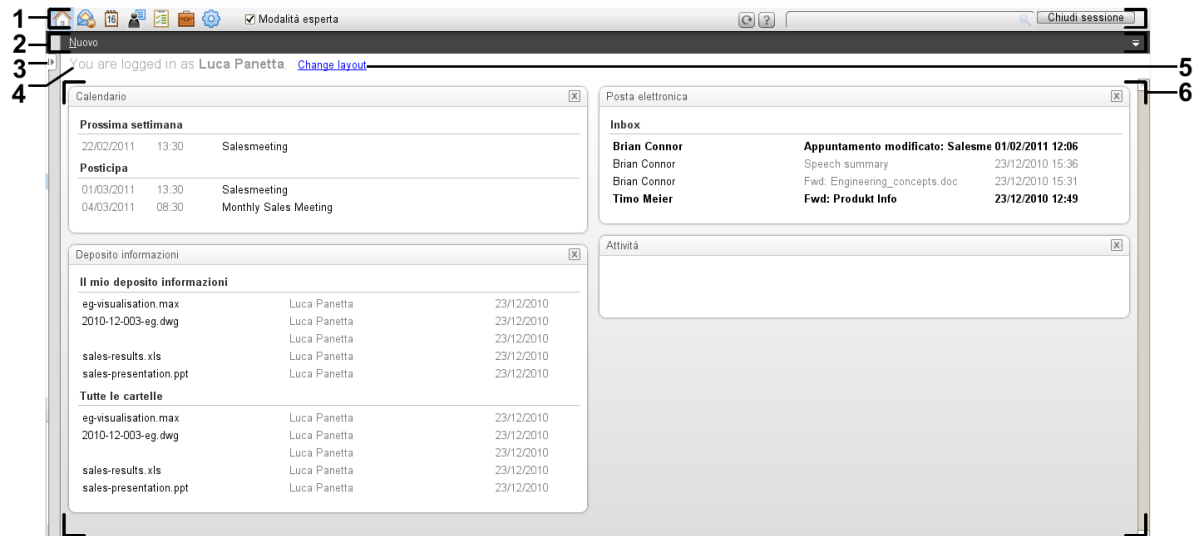 1
16
Modalità esperta
?
Chiudi sessione
2
Nuovo
3
4
You are logged in as Luca Panetta. Change layout
5
6
Calendario X
Prossima settimana
22/02/2011 13:30 Salesmeeting
Posticipa
01/03/2011 13:30 Salesmeeting
04/03/2011 08:30 Monthly Sales Meeting
Posta elettronica X
Inbox
Brian Connor Appuntamento modificato: Salesme 01/02/2011 12:06
Brian Connor Speech summary 23/12/2010 15:36
Brian Connor Fwd: Engineering_concepts.doc 23/12/2010 15:31
Timo Meier Fwd: Produkt Info 23/12/2010 12:49
Deposito informazioni X
Il mio deposito informazioni
eg-visualisation.max Luca Panetta 23/12/2010
2010-12-003-eg.dwg Luca Panetta 23/12/2010
Luca Panetta 23/12/2010
sales-results.xls Luca Panetta 23/12/2010
sales-presentation.ppt Luca Panetta 23/12/2010
Tutte le cartelle
eg-visualisation.max Luca Panetta 23/12/2010
2010-12-003-eg.dwg Luca Panetta 23/12/2010
Luca Panetta 23/12/2010
sales-results.xls Luca Panetta 23/12/2010
sales-presentation.ppt Luca Panetta 23/12/2010
Attività X